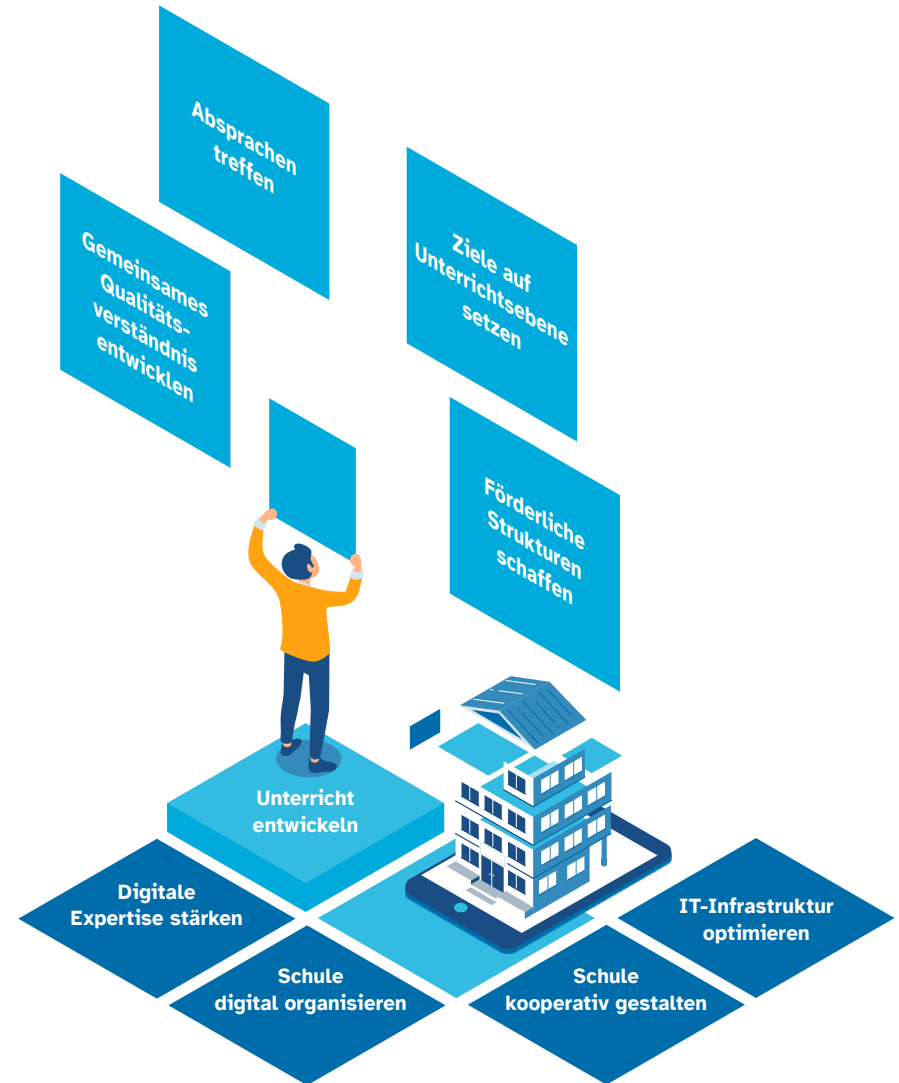 Absprachen
treffen
Gemeinsames
Qualitäts-
verständnis
entwicklen
Ziele auf
Unterrichtsebene
setzen
Förderliche
Strukturen
schaffen
Unterricht
entwickeln
Digitale
Expertise stärken
IT-Infrastruktur
optimieren
Schule
digital organisieren
Schule
kooperativ gestalten